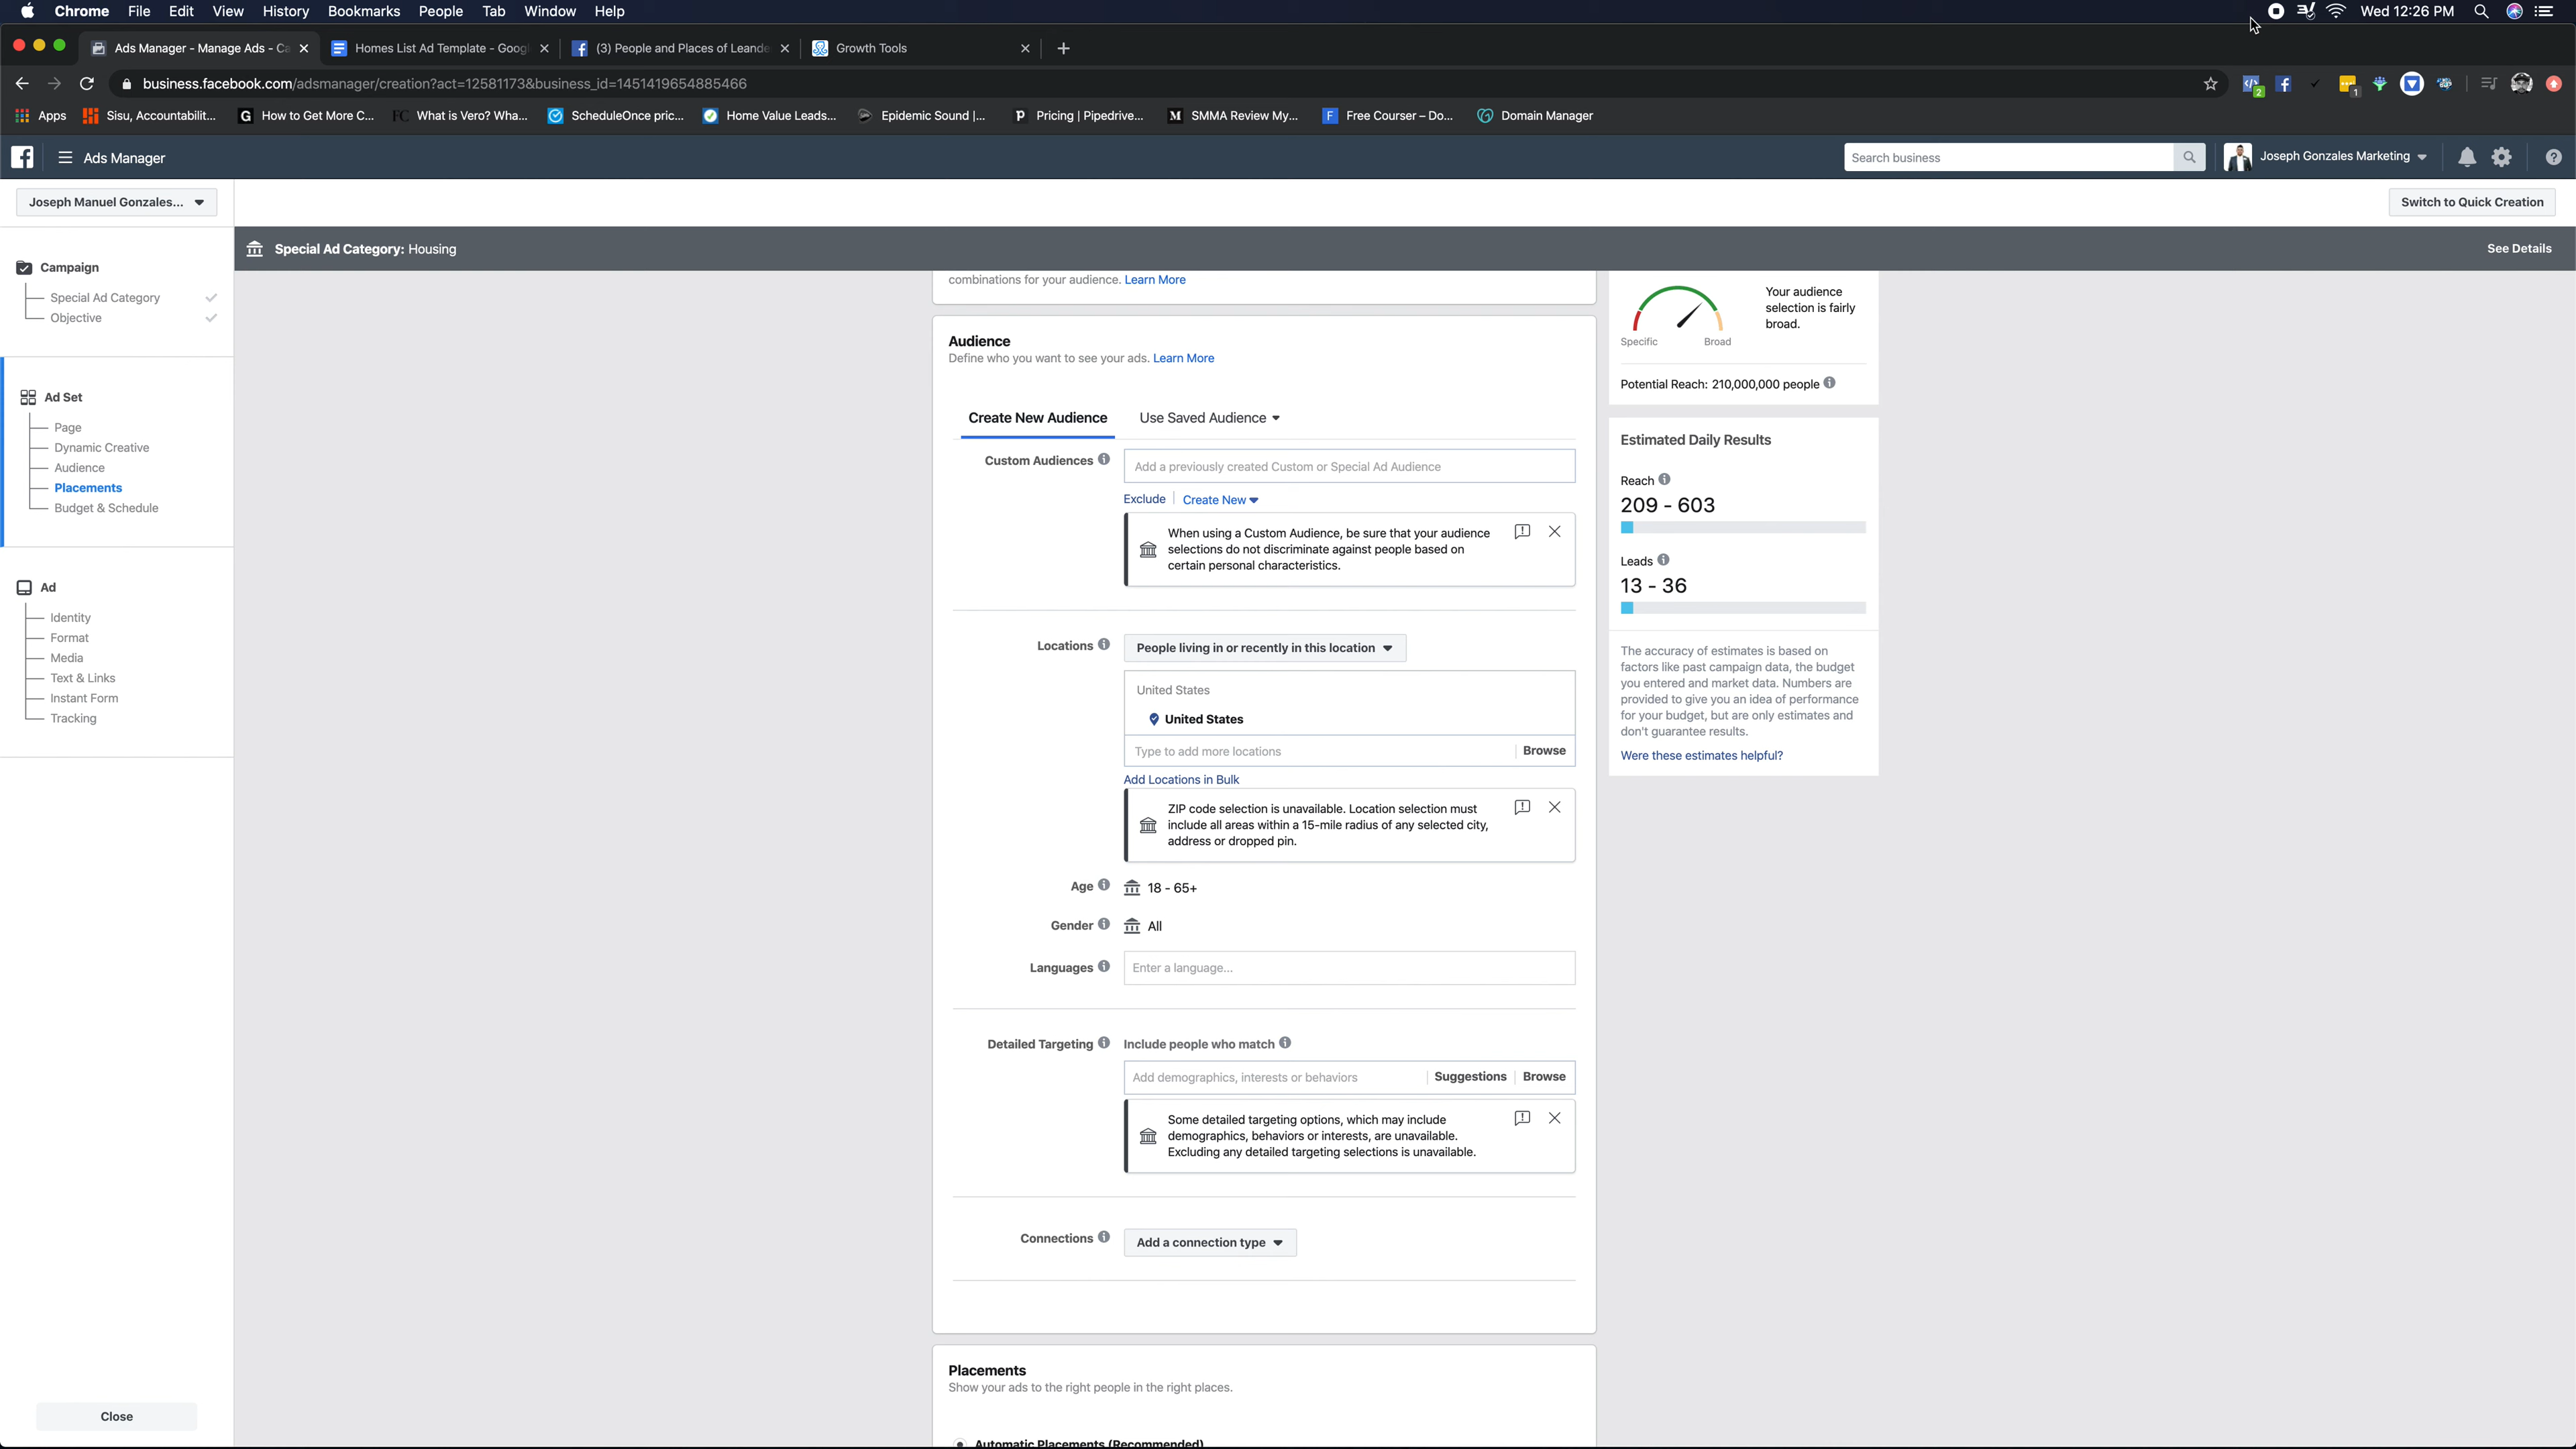 Chrome File Edit View History Bookmarks People Tab Window Help
Wed 12:26 PM
Ads Manager - Manage Ads - Ca
Homes List Ad Template - Googl
(3) People and Places of Leande
Growth Tools
business.facebook.com/adsmanager/creation?act=12581173&business_id=1451419654885466
2
1
Apps
Sisu, Accountabilit...
How to Get More C...
What is Vero? Wha...
ScheduleOnce pric...
Home Value Leads...
Epidemic Sound |...
Pricing | Pipedrive...
SMMA Review My...
Free Courser – Do...
Domain Manager
Ads Manager
Search business
Joseph Gonzales Marketing
Joseph Manuel Gonzales...
Switch to Quick Creation
Special Ad Category: Housing
See Details
Campaign
Special Ad Category
Objective
Ad Set
Page
Dynamic Creative
Audience
Placements
Budget & Schedule
Ad
Identity
Format
Media
Text & Links
Instant Form
Tracking
Close
combinations for your audience. Learn More
Audience
Define who you want to see your ads. Learn More
Create New Audience
Use Saved Audience
Custom Audiences
Add a previously created Custom or Special Ad Audience
Exclude
Create New
When using a Custom Audience, be sure that your audience
selections do not discriminate against people based on
certain personal characteristics.
Locations
People living in or recently in this location
United States
United States
Type to add more locations
Browse
Add Locations in Bulk
ZIP code selection is unavailable. Location selection must
include all areas within a 15-mile radius of any selected city,
address or dropped pin.
Age
18 - 65+
Gender
All
Languages
Enter a language...
Detailed Targeting
Include people who match
Add demographics, interests or behaviors
Suggestions
Browse
Some detailed targeting options, which may include
demographics, behaviors or interests, are unavailable.
Excluding any detailed targeting selections is unavailable.
Connections
Add a connection type
Placements
Show your ads to the right people in the right places.
Automatic Placements (Recommended)
Specific
Broad
Your audience
selection is fairly
broad.
Potential Reach: 210,000,000 people
Estimated Daily Results
Reach
209 - 603
Leads
13 - 36
The accuracy of estimates is based on
factors like past campaign data, the budget
you entered and market data. Numbers are
provided to give you an idea of performance
for your budget, but are only estimates and
don't guarantee results.
Were these estimates helpful?